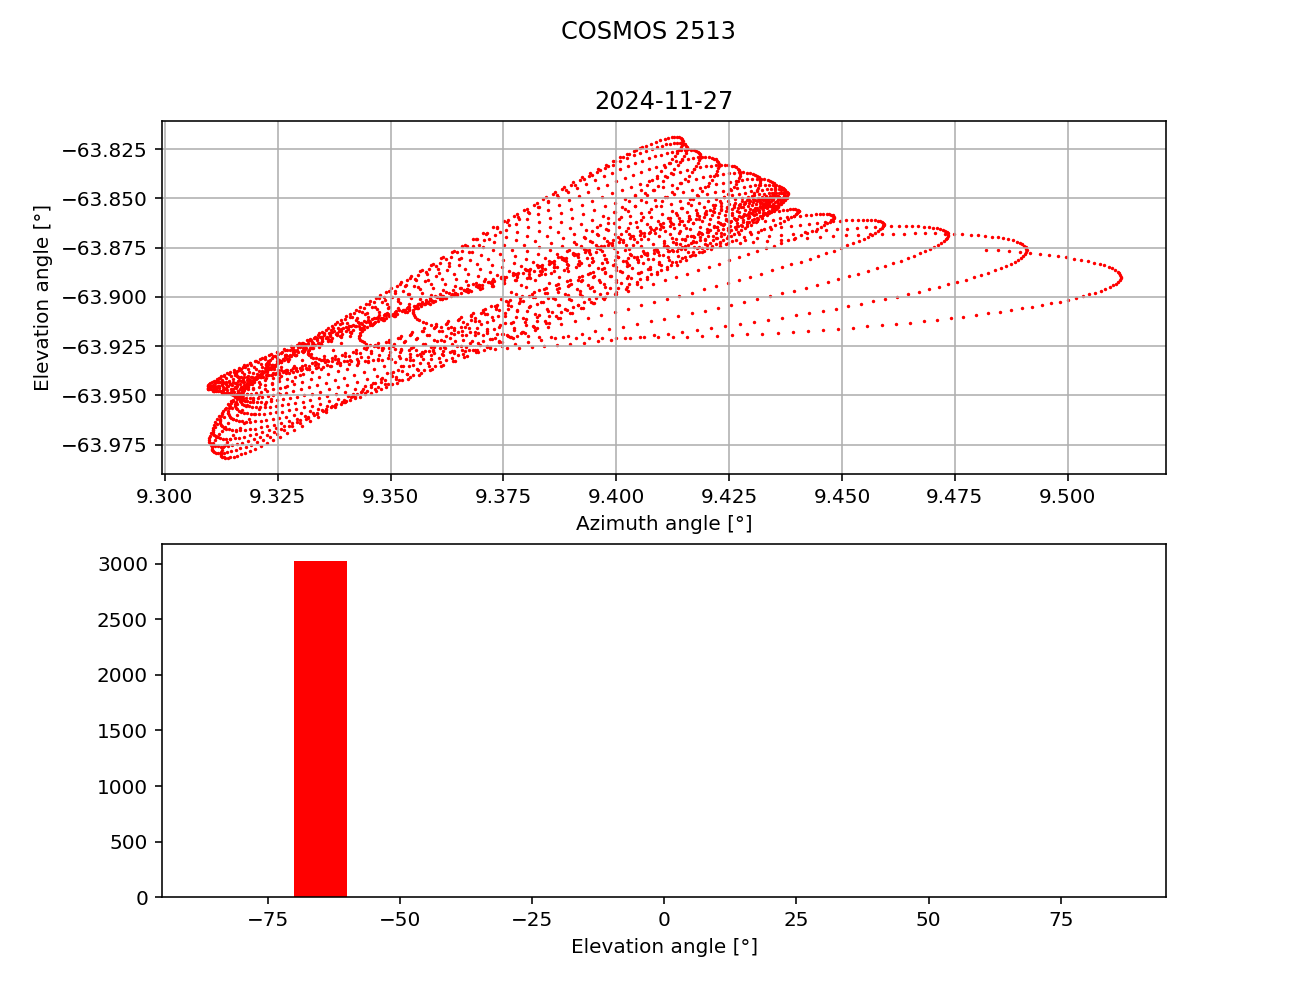 COSMOS 2513
2024-11-27
−63.825
−63.850
−63.875
−63.900
−63.925
−63.950
−63.975
Elevation angle [°]
9.300 9.325 9.350 9.375 9.400 9.425 9.450 9.475 9.500
Azimuth angle [°]
3000
2500
2000
1500
1000
500
0
−75 −50 −25 0 25 50 75
Elevation angle [°]